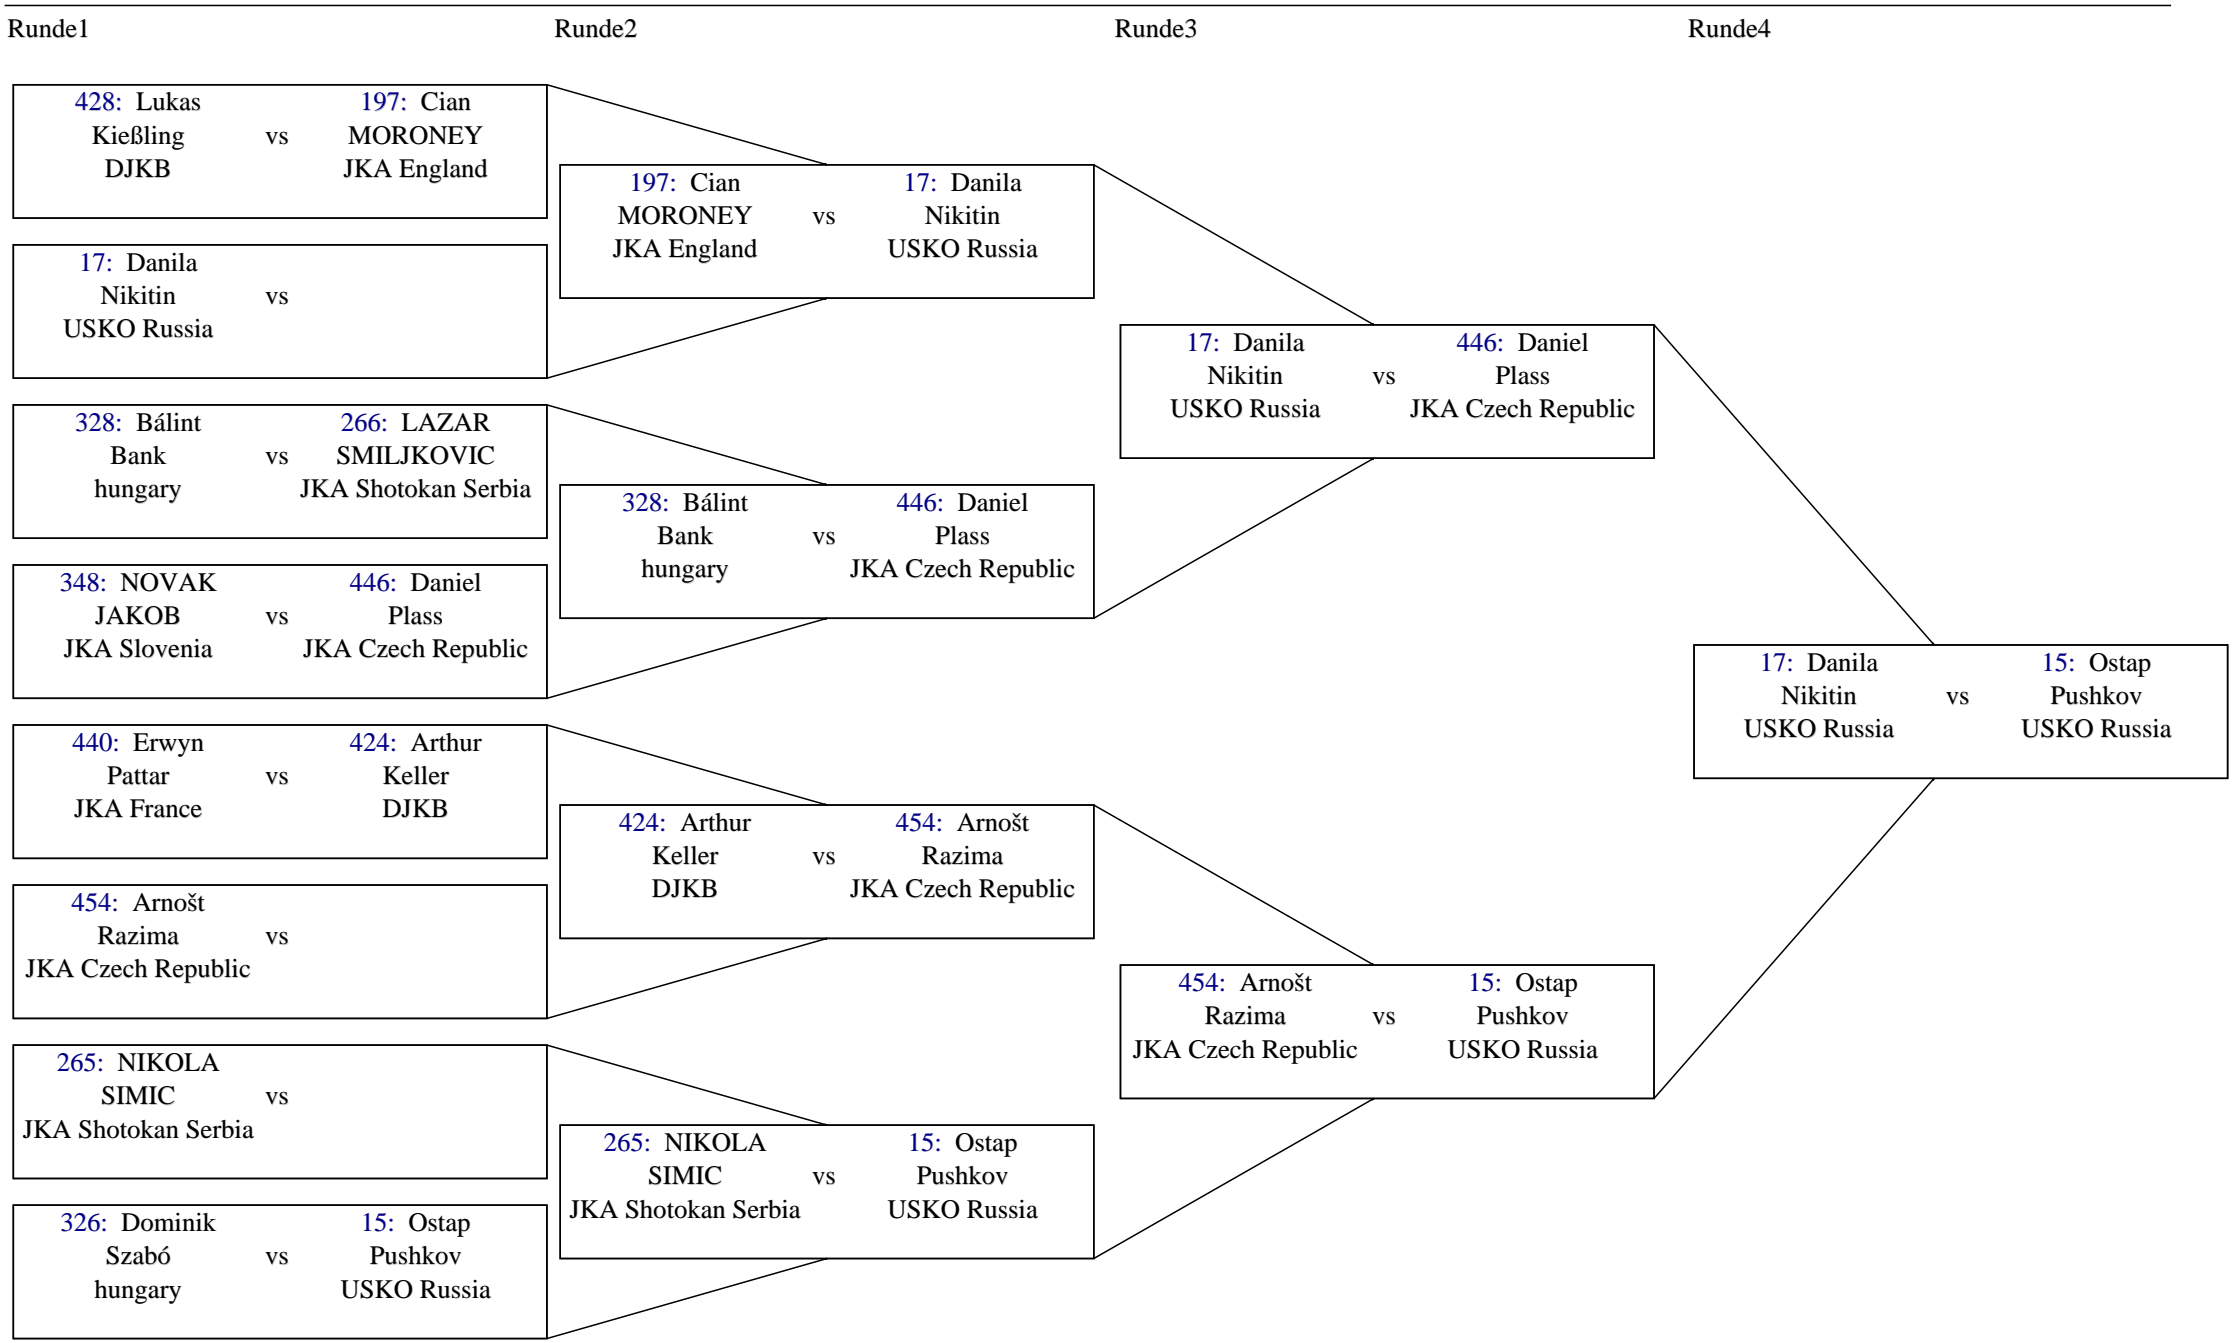 Runde1
Runde2
Runde3
Runde4
428: Lukas
Kießling
DJKB
vs
197: Cian
MORONEY
JKA England
17: Danila
Nikitin
USKO Russia
vs
328: Bálint
Bank
hungary
vs
266: LAZAR
SMILJKOVIC
JKA Shotokan Serbia
348: NOVAK
JAKOB
JKA Slovenia
vs
446: Daniel
Plass
JKA Czech Republic
440: Erwyn
Pattar
JKA France
vs
424: Arthur
Keller
DJKB
454: Arnošt
Razima
JKA Czech Republic
vs
265: NIKOLA
SIMIC
JKA Shotokan Serbia
vs
326: Dominik
Szabó
hungary
vs
15: Ostap
Pushkov
USKO Russia
197: Cian
MORONEY
JKA England
vs
17: Danila
Nikitin
USKO Russia
328: Bálint
Bank
hungary
vs
446: Daniel
Plass
JKA Czech Republic
424: Arthur
Keller
DJKB
vs
454: Arnošt
Razima
JKA Czech Republic
265: NIKOLA
SIMIC
JKA Shotokan Serbia
vs
15: Ostap
Pushkov
USKO Russia
17: Danila
Nikitin
USKO Russia
vs
446: Daniel
Plass
JKA Czech Republic
454: Arnošt
Razima
JKA Czech Republic
vs
15: Ostap
Pushkov
USKO Russia
17: Danila
Nikitin
USKO Russia
vs
15: Ostap
Pushkov
USKO Russia